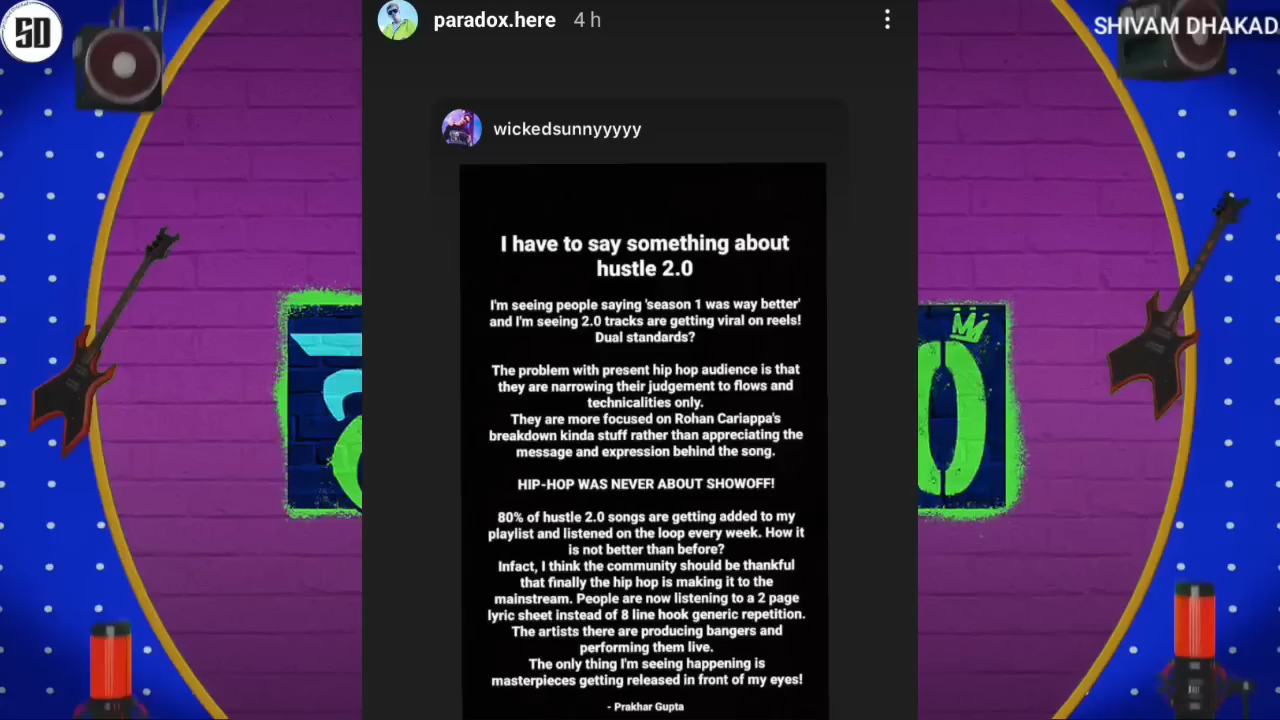 SD
paradox.here 4 h
SHIVAM DHAKAD
wickedsunnyyyyy
I have to say something about
hustle 2.0
I'm seeing people saying 'season 1 was way better'
and I'm seeing 2.0 tracks are getting viral on reels!
Dual standards?
The problem with present hip hop audience is that
they are narrowing their judgement to flows and
technicalities only.
They are more focused on Rohan Cariappa's
breakdown kinda stuff rather than appreciating the
message and expression behind the song.
HIP-HOP WAS NEVER ABOUT SHOWOFF!
80% of hustle 2.0 songs are getting added to my
playlist and listened on the loop every week. How it
is not better than before?
Infact, I think the community should be thankful
that finally the hip hop is making it to the
mainstream. People are now listening to a 2 page
lyric sheet instead of 8 line hook generic repetition.
The artists there are producing bangers and
performing them live.
The only thing I'm seeing happening is
masterpieces getting released in front of my eyes!
- Prakhar Gupta
0